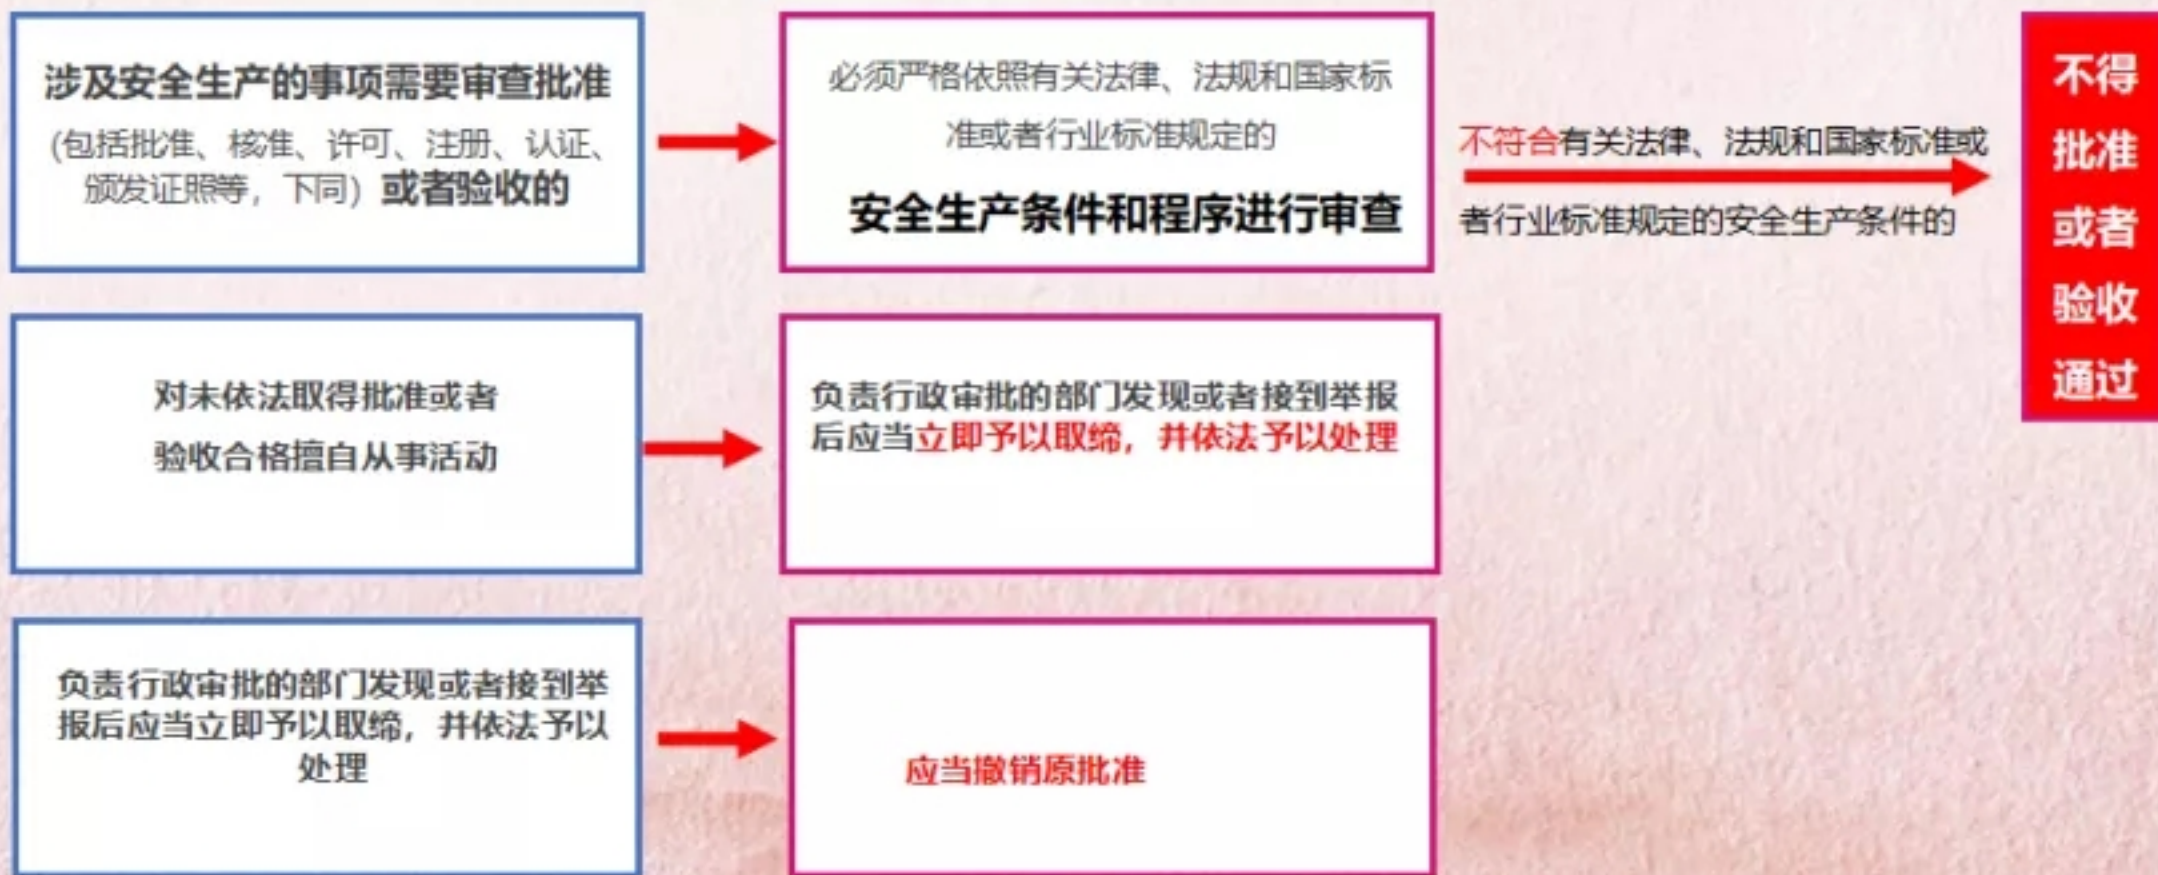 涉及安全生产的事项需要审查批准
(包括批准、核准、许可、注册、认证、
颁发证照等，下同）或者验收的
必须严格依照有关法律、法规和国家标
准或者行业标准规定的
安全生产条件和程序进行审查
不符合有关法律、法规和国家标准或
者行业标准规定的安全生产条件的
不得
批准
或者
验收
通过
对未依法取得批准或者
验收合格擅自从事活动
负责行政审批的部门发现或者接到举报
后应当立即予以取缔，并依法予以处理
负责行政审批的部门发现或者接到举
报后应当立即予以取缔，并依法予以
处理
应当撤销原批准